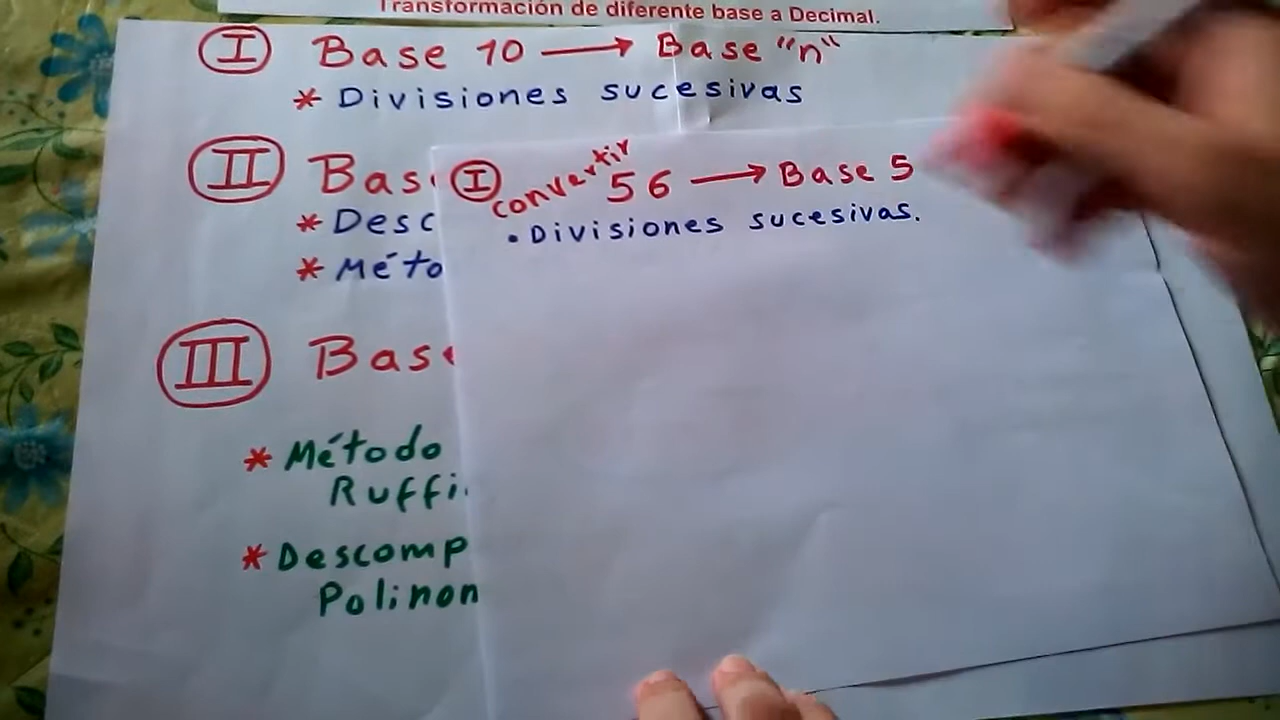 Transformación de diferente base a Decimal.
I Base 10 → Base "n"
* Divisiones sucesivas
II Bas
* Desc
* Méto
III Base
* Método
Ruffi
* Descomp
Polinom
I convertir 56 → Base 5
• Divisiones sucesivas.